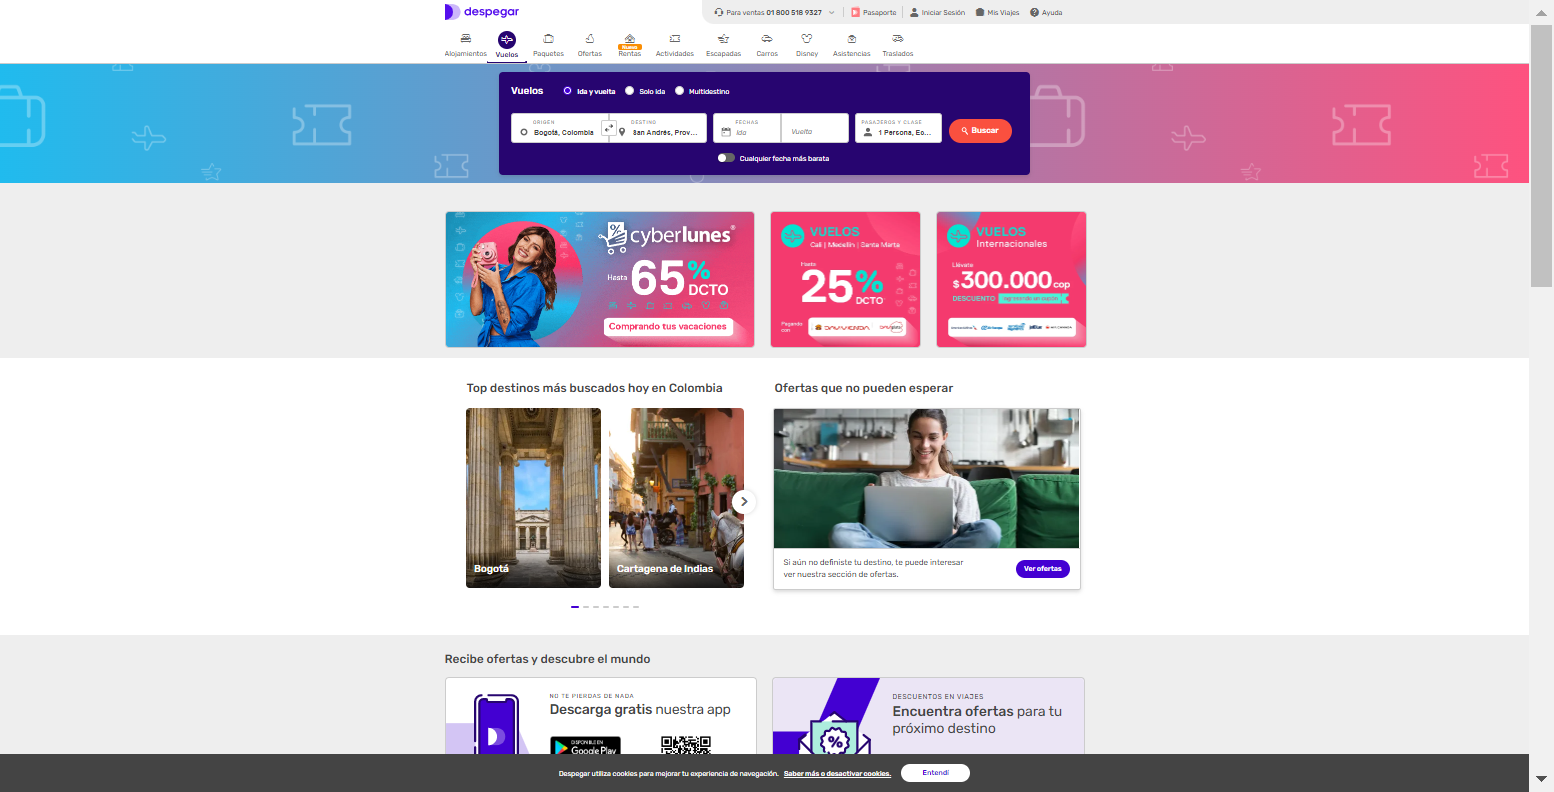 despegar
Para ventas 01 800 518 9327
Pasaporte
Iniciar Sesión
Mis Viajes
Ayuda
Alojamientos
Vuelos
Paquetes
Ofertas
Nuevo
Rentas
Actividades
Escapadas
Carros
Disney
Asistencias
Traslados
Vuelos
Ida y vuelta
Solo ida
Multidestino
ORIGEN
Bogotá, Colombia
DESTINO
San Andrés, Prov...
FECHAS
Ida
Vuelta
PASAJEROS Y CLASE
1 Persona, Ec...
Buscar
Cualquier fecha más barata
cyberlunes®
Hasta 65% DCTO
Comprando tus vacaciones
VUELOS
Cali | Medellín | Santa Marta
Hasta
25% DCTO
Pagando con
DAVIVIENDA
VUELOS
Internacionales
Llévate
$300.000 cop
DESCUENTO ingresando un cupón
Top destinos más buscados hoy en Colombia
Bogotá
Cartagena de Indias
Ofertas que no pueden esperar
Si aún no definiste tu destino, te puede interesar
ver nuestra sección de ofertas.
Ver ofertas
Recibe ofertas y descubre el mundo
NO TE PIERDAS DE NADA
Descarga gratis nuestra app
DISPONIBLE EN
Google Play
DESCUENTOS EN VIAJES
Encuentra ofertas para tu
próximo destino
Despegar utiliza cookies para mejorar tu experiencia de navegación. Saber más o desactivar cookies.
Entendí